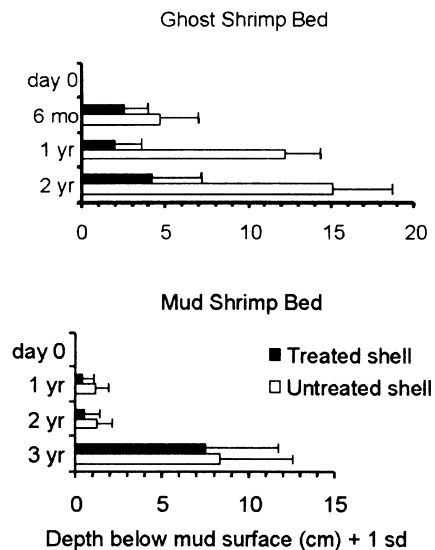 Ghost Shrimp Bed
day 0
6 mo
1 yr
2 yr
0 5 10 15 20
Mud Shrimp Bed
day 0
1 yr
2 yr
3 yr
Treated shell
Untreated shell
0 5 10 15
Depth below mud surface (cm) + 1 sd